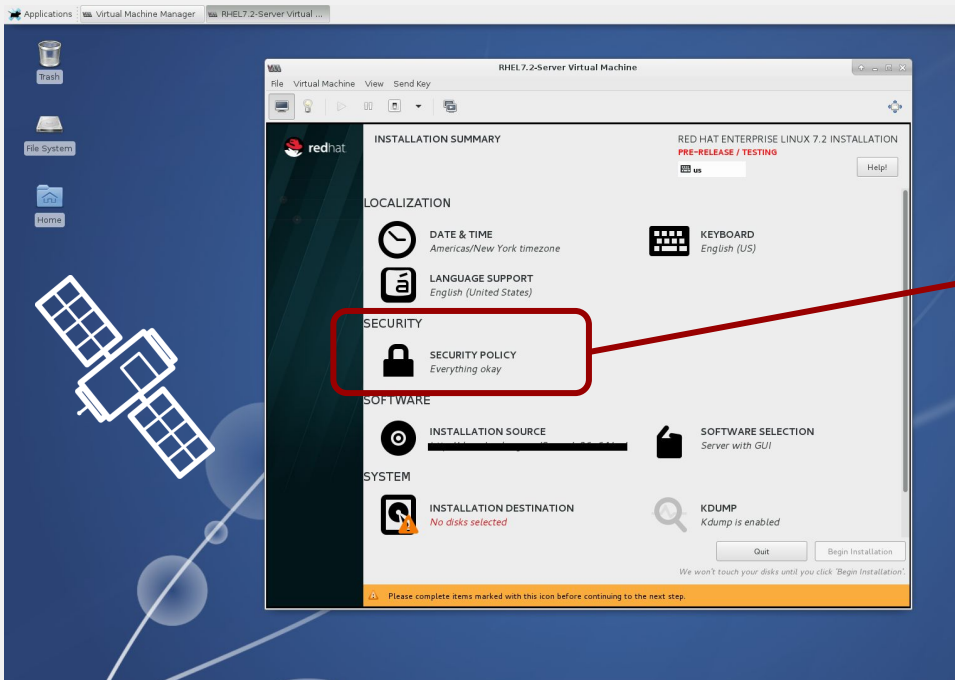 Applications
Virtual Machine Manager
RHEL7.2-Server Virtual ...
Trash
File System
Home
RHEL7.2-Server Virtual Machine
File Virtual Machine View Send Key
redhat
INSTALLATION SUMMARY
RED HAT ENTERPRISE LINUX 7.2 INSTALLATION
PRE-RELEASE / TESTING
us
Help!
LOCALIZATION
DATE & TIME
Americas/New York timezone
KEYBOARD
English (US)
LANGUAGE SUPPORT
English (United States)
SECURITY
SECURITY POLICY
Everything okay
SOFTWARE
INSTALLATION SOURCE
SOFTWARE SELECTION
Server with GUI
SYSTEM
INSTALLATION DESTINATION
No disks selected
KDUMP
Kdump is enabled
Quit
Begin Installation
We won't touch your disks until you click 'Begin Installation'.
Please complete items marked with this icon before continuing to the next step.